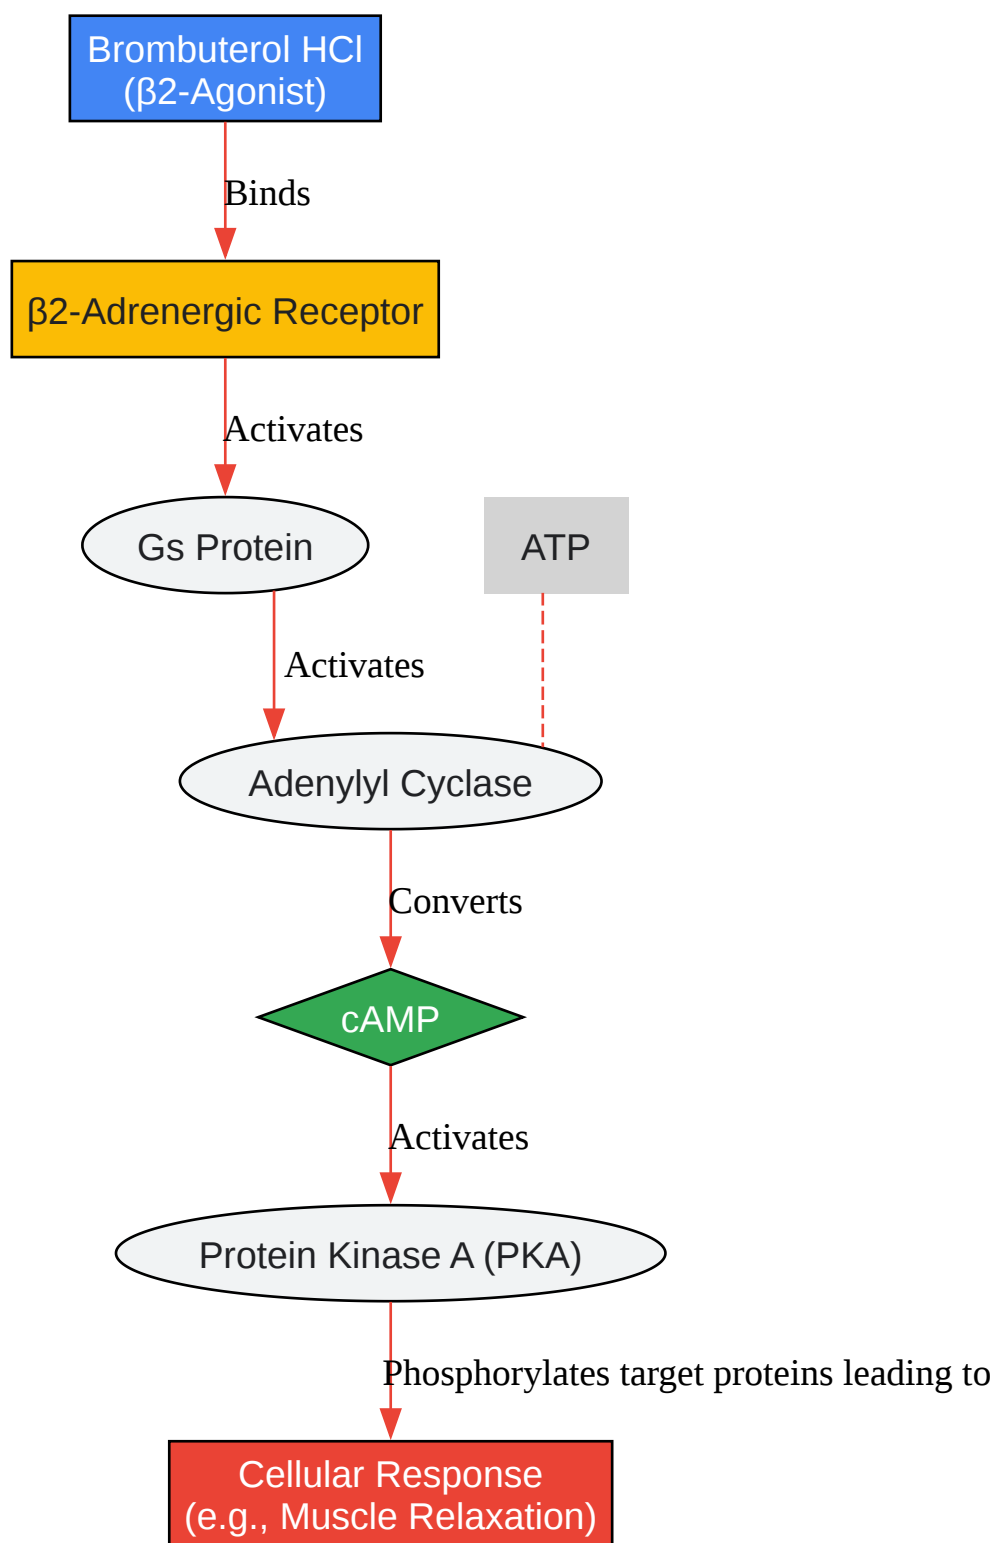 Brombuterol HCl
(β2-Agonist)
Binds
β2-Adrenergic Receptor
Activates
Gs Protein
ATP
Activates
Adenylyl Cyclase
Converts
cAMP
Activates
Protein Kinase A (PKA)
Phosphorylates target proteins leading to
Cellular Response
(e.g., Muscle Relaxation)